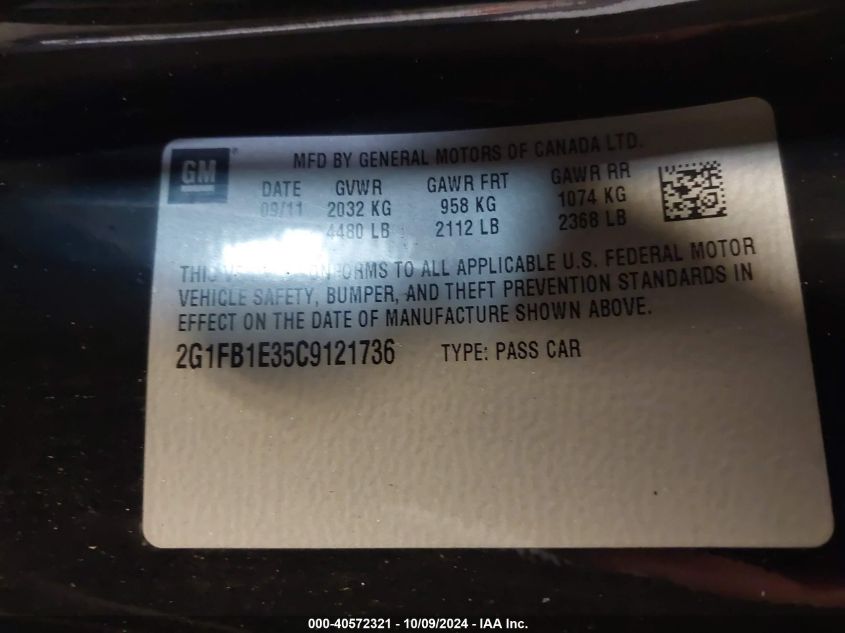 GM
MFD BY GENERAL MOTORS OF CANADA LTD.
DATE GVWR GAWR FRT GAWR RR
09/11 2032 KG 958 KG 1074 KG
4480 LB 2112 LB 2368 LB
THIS ORMS TO ALL APPLICABLE U.S. FEDERAL MOTOR
VEHICLE SAFETY, BUMPER, AND THEFT PREVENTION STANDARDS IN
EFFECT ON THE DATE OF MANUFACTURE SHOWN ABOVE.
2G1FB1E35C9121736 TYPE: PASS CAR
000-40572321 - 10/09/2024 - IAA Inc.